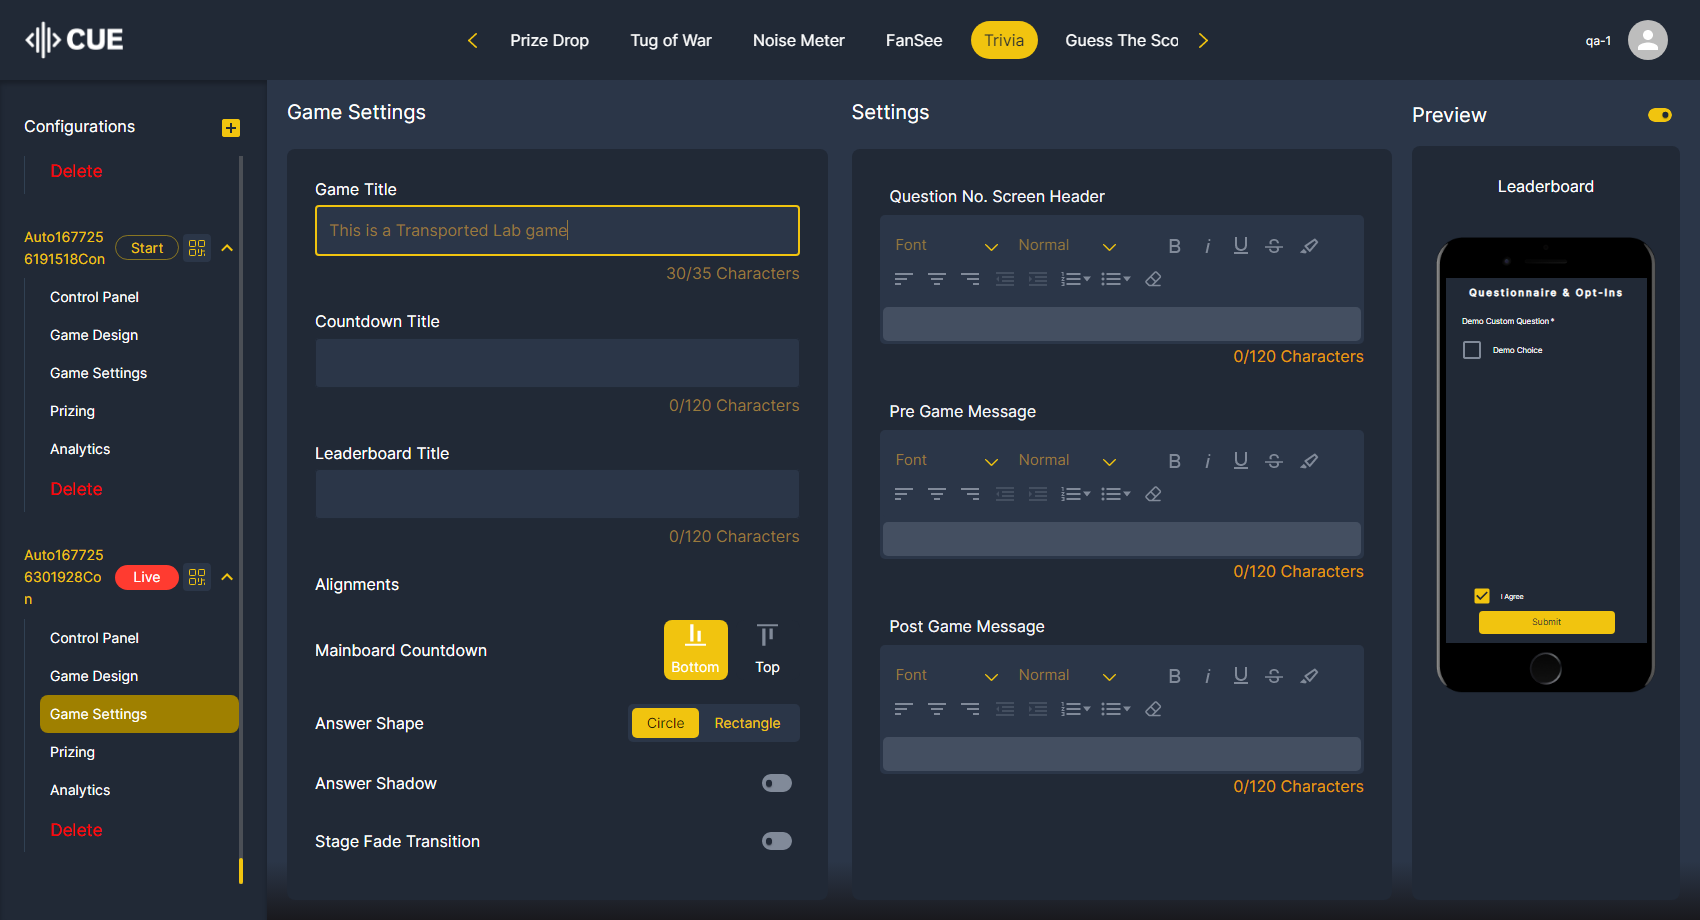 CUE
Prize Drop
Tug of War
Noise Meter
FanSee
Trivia
Guess The Sco
qa-1
Configurations
Delete
Auto167725
6191518Con
Start
Control Panel
Game Design
Game Settings
Prizing
Analytics
Delete
Auto167725
6301928Co
n
Live
Control Panel
Game Design
Game Settings
Prizing
Analytics
Delete
Game Settings
Game Title
This is a Transported Lab game
30/35 Characters
Countdown Title
0/120 Characters
Leaderboard Title
0/120 Characters
Alignments
Mainboard Countdown
Bottom
Top
Answer Shape
Circle
Rectangle
Answer Shadow
Stage Fade Transition
Settings
Question No. Screen Header
Font
Normal
0/120 Characters
Pre Game Message
Font
Normal
0/120 Characters
Post Game Message
Font
Normal
0/120 Characters
Preview
Leaderboard
Questionnaire & Opt-Ins
Demo Custom Question *
Demo Choice
I Agree
Submit